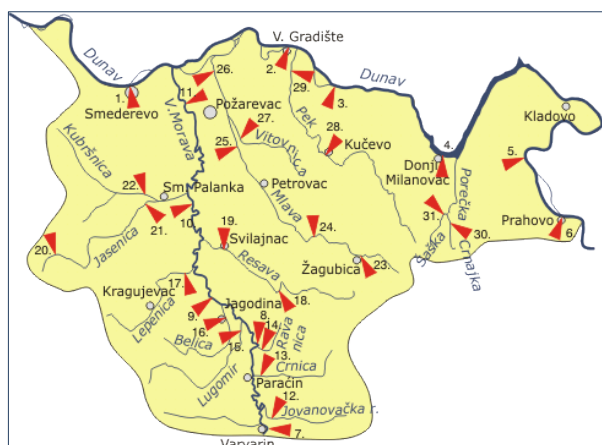 V. Gradište
Dunav
26.
2.
29.
Dunav
1.
11
3.
Smederevo
V.Morava
Požarevac
27.
Kladovo
Kubršnica
Vitovnica
Pek
28.
25.
Kučevo
4.
5.
Donji
Milanovac
22.
Sm. Palanka
Petrovac
Porečka
10
21.
Mlava
31.
Prahovo
20.
Jasenica
19.
Svilajnac
24.
30.
6.
Šaška
Crnajka
Resava
Žagubica
23.
17.
18.
Kragujevac
Lepenica
9.
Jagodina
8.
14.
Ravanica
16.
Belica
15.
13.
Crnica
Lugomir
Paraćin
12.
Jovanovačka r.
7.
Varvarin